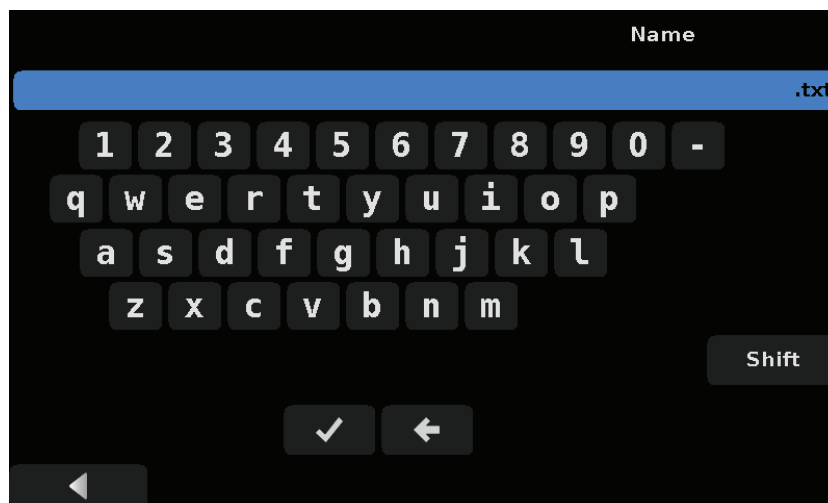 Name
.txt
1 2 3 4 5 6 7 8 9 0 -
q w e r t y u i o p
a s d f g h j k l
z x c v b n m
Shift